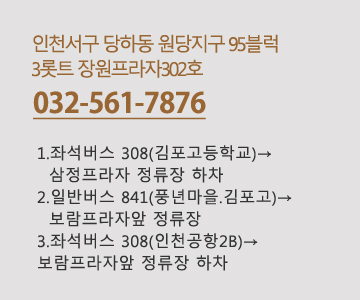 인천서구 당하동 원당지구 95블럭
3롯트 장원프라자302호
032-561-7876
1.좌석버스 308(김포고등학교)→
삼정프라자 정류장 하차
2.일반버스 841(풍년마을.김포고)→
보람프라자앞 정류장
3.좌석버스 308(인천공항2B)→
보람프라자앞 정류장 하차